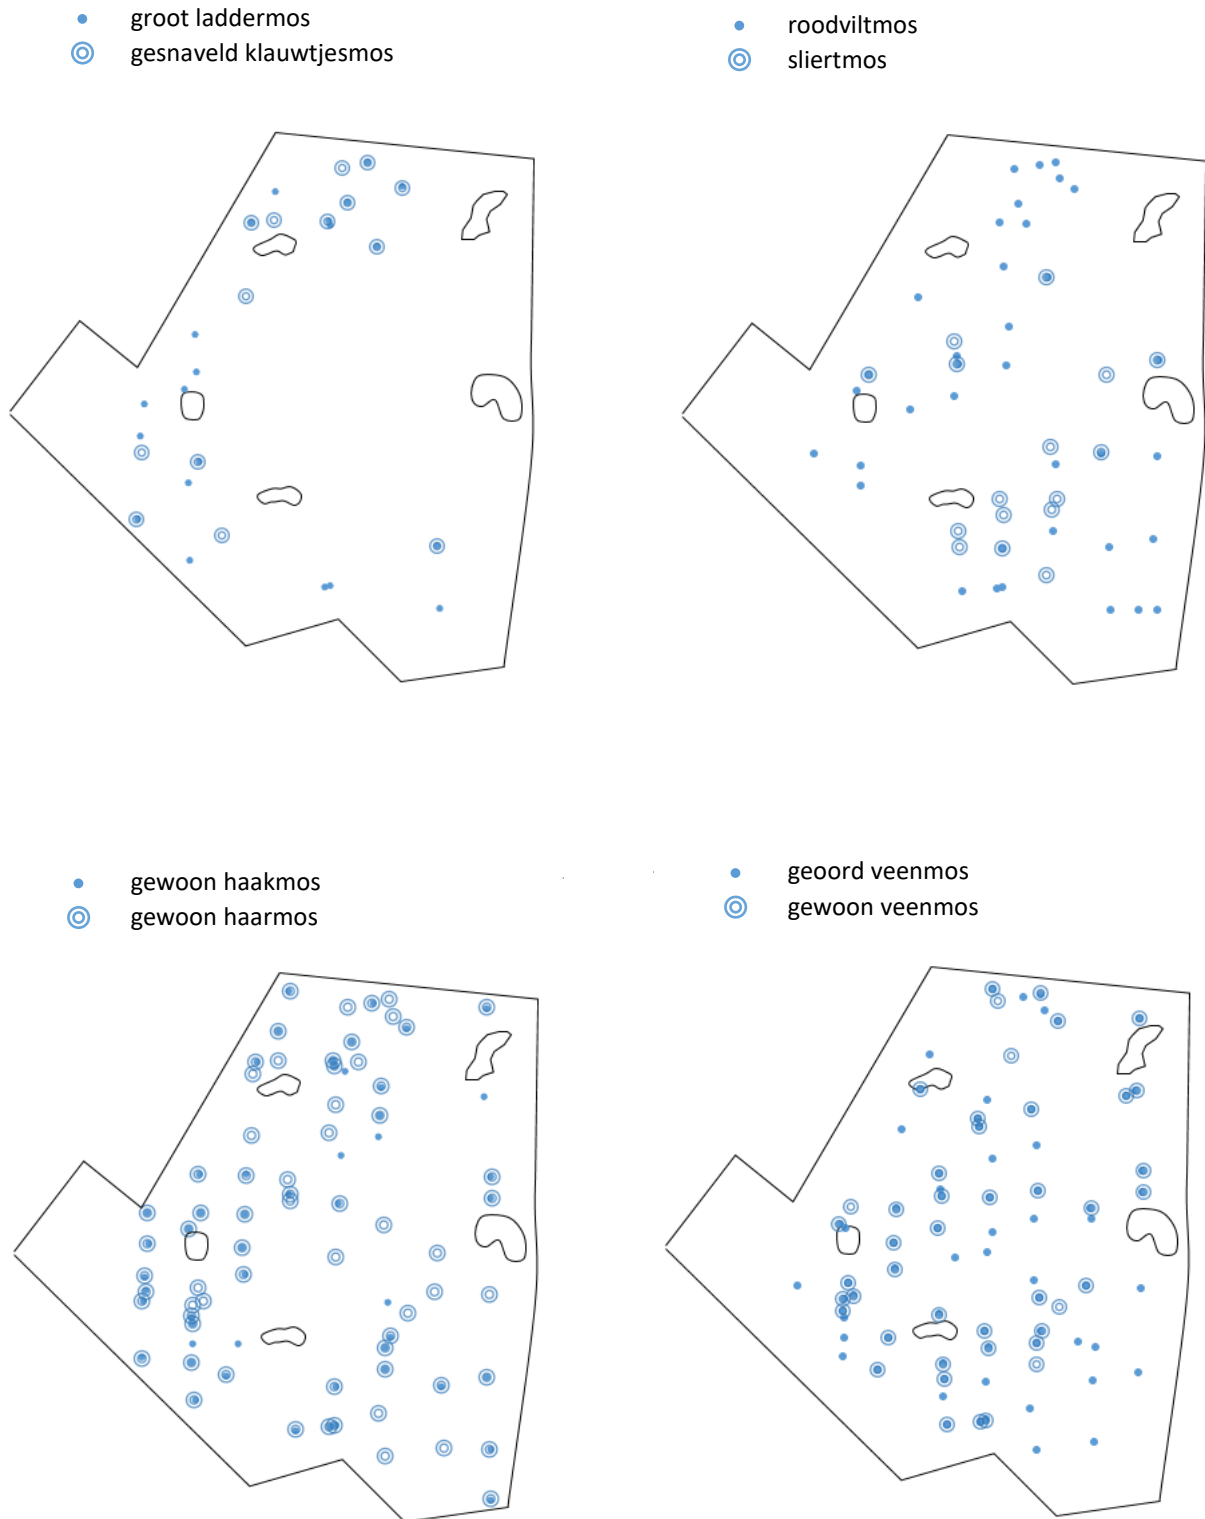 groot laddermos
gesnaveld klauwtjesmos
roodviltmos
sliertmos
gewoon haakmos
gewoon haarmos
geoord veenmos
gewoon veenmos